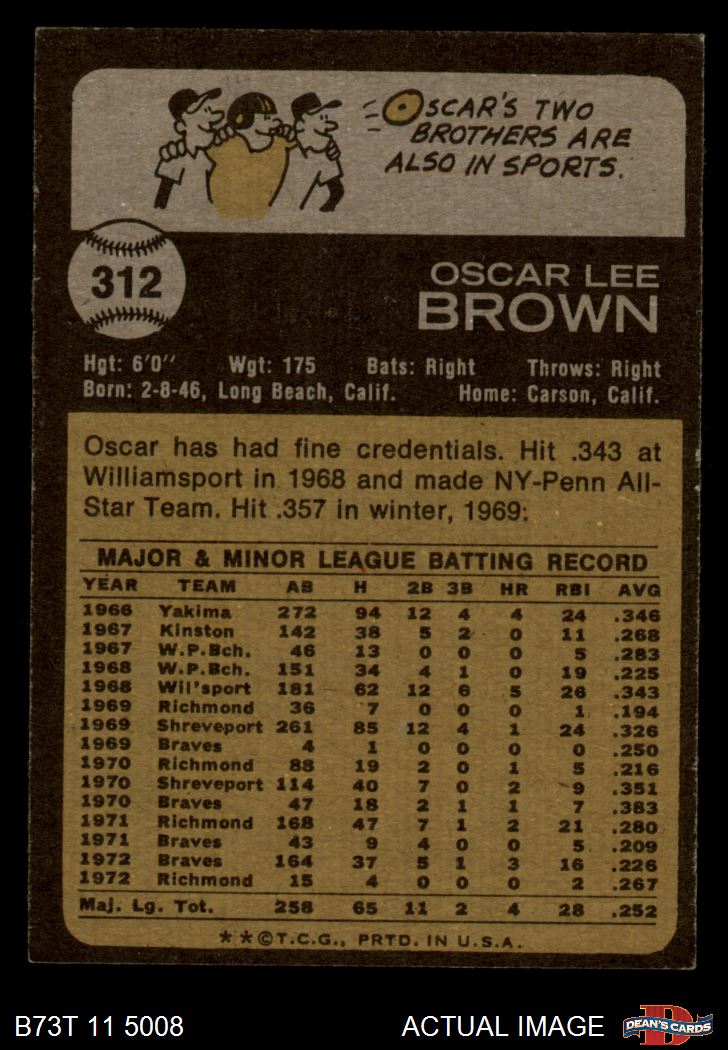 OSCAR'S TWO
BROTHERS ARE
ALSO IN SPORTS.
312
OSCAR LEE
BROWN
Hgt: 6'0" Wgt: 175 Bats: Right Throws: Right
Born: 2-8-46, Long Beach, Calif. Home: Carson, Calif.
Oscar has had fine credentials. Hit .343 at
Williamsport in 1968 and made NY-Penn All-
Star Team. Hit .357 in winter, 1969:
MAJOR & MINOR LEAGUE BATTING RECORD
YEAR TEAM AB H 2B 3B HR RBI AVG
1966 Yakima 272 94 12 4 4 24 .346
1967 Kinston 142 38 5 2 0 11 .268
1967 W.P.Bch. 46 13 0 0 0 5 .283
1968 W.P.Bch. 151 34 4 1 0 19 .225
1968 Wil'sport 181 62 12 6 5 26 .343
1969 Richmond 36 7 0 0 0 1 .194
1969 Shreveport 261 85 12 4 1 24 .326
1969 Braves 4 1 0 0 0 0 .250
1970 Richmond 88 19 2 0 1 5 .216
1970 Shreveport 114 40 7 0 2 9 .351
1970 Braves 47 18 2 1 1 7 .383
1971 Richmond 168 47 7 1 2 21 .280
1971 Braves 43 9 4 0 0 5 .209
1972 Braves 164 37 5 1 3 16 .226
1972 Richmond 15 4 0 0 0 2 .267
Maj. Lg. Tot. 258 65 11 2 4 28 .252
**©T.C.G., PRTD. IN U.S.A.
B73T 11 5008 ACTUAL IMAGE
D
DEAN'S CARDS